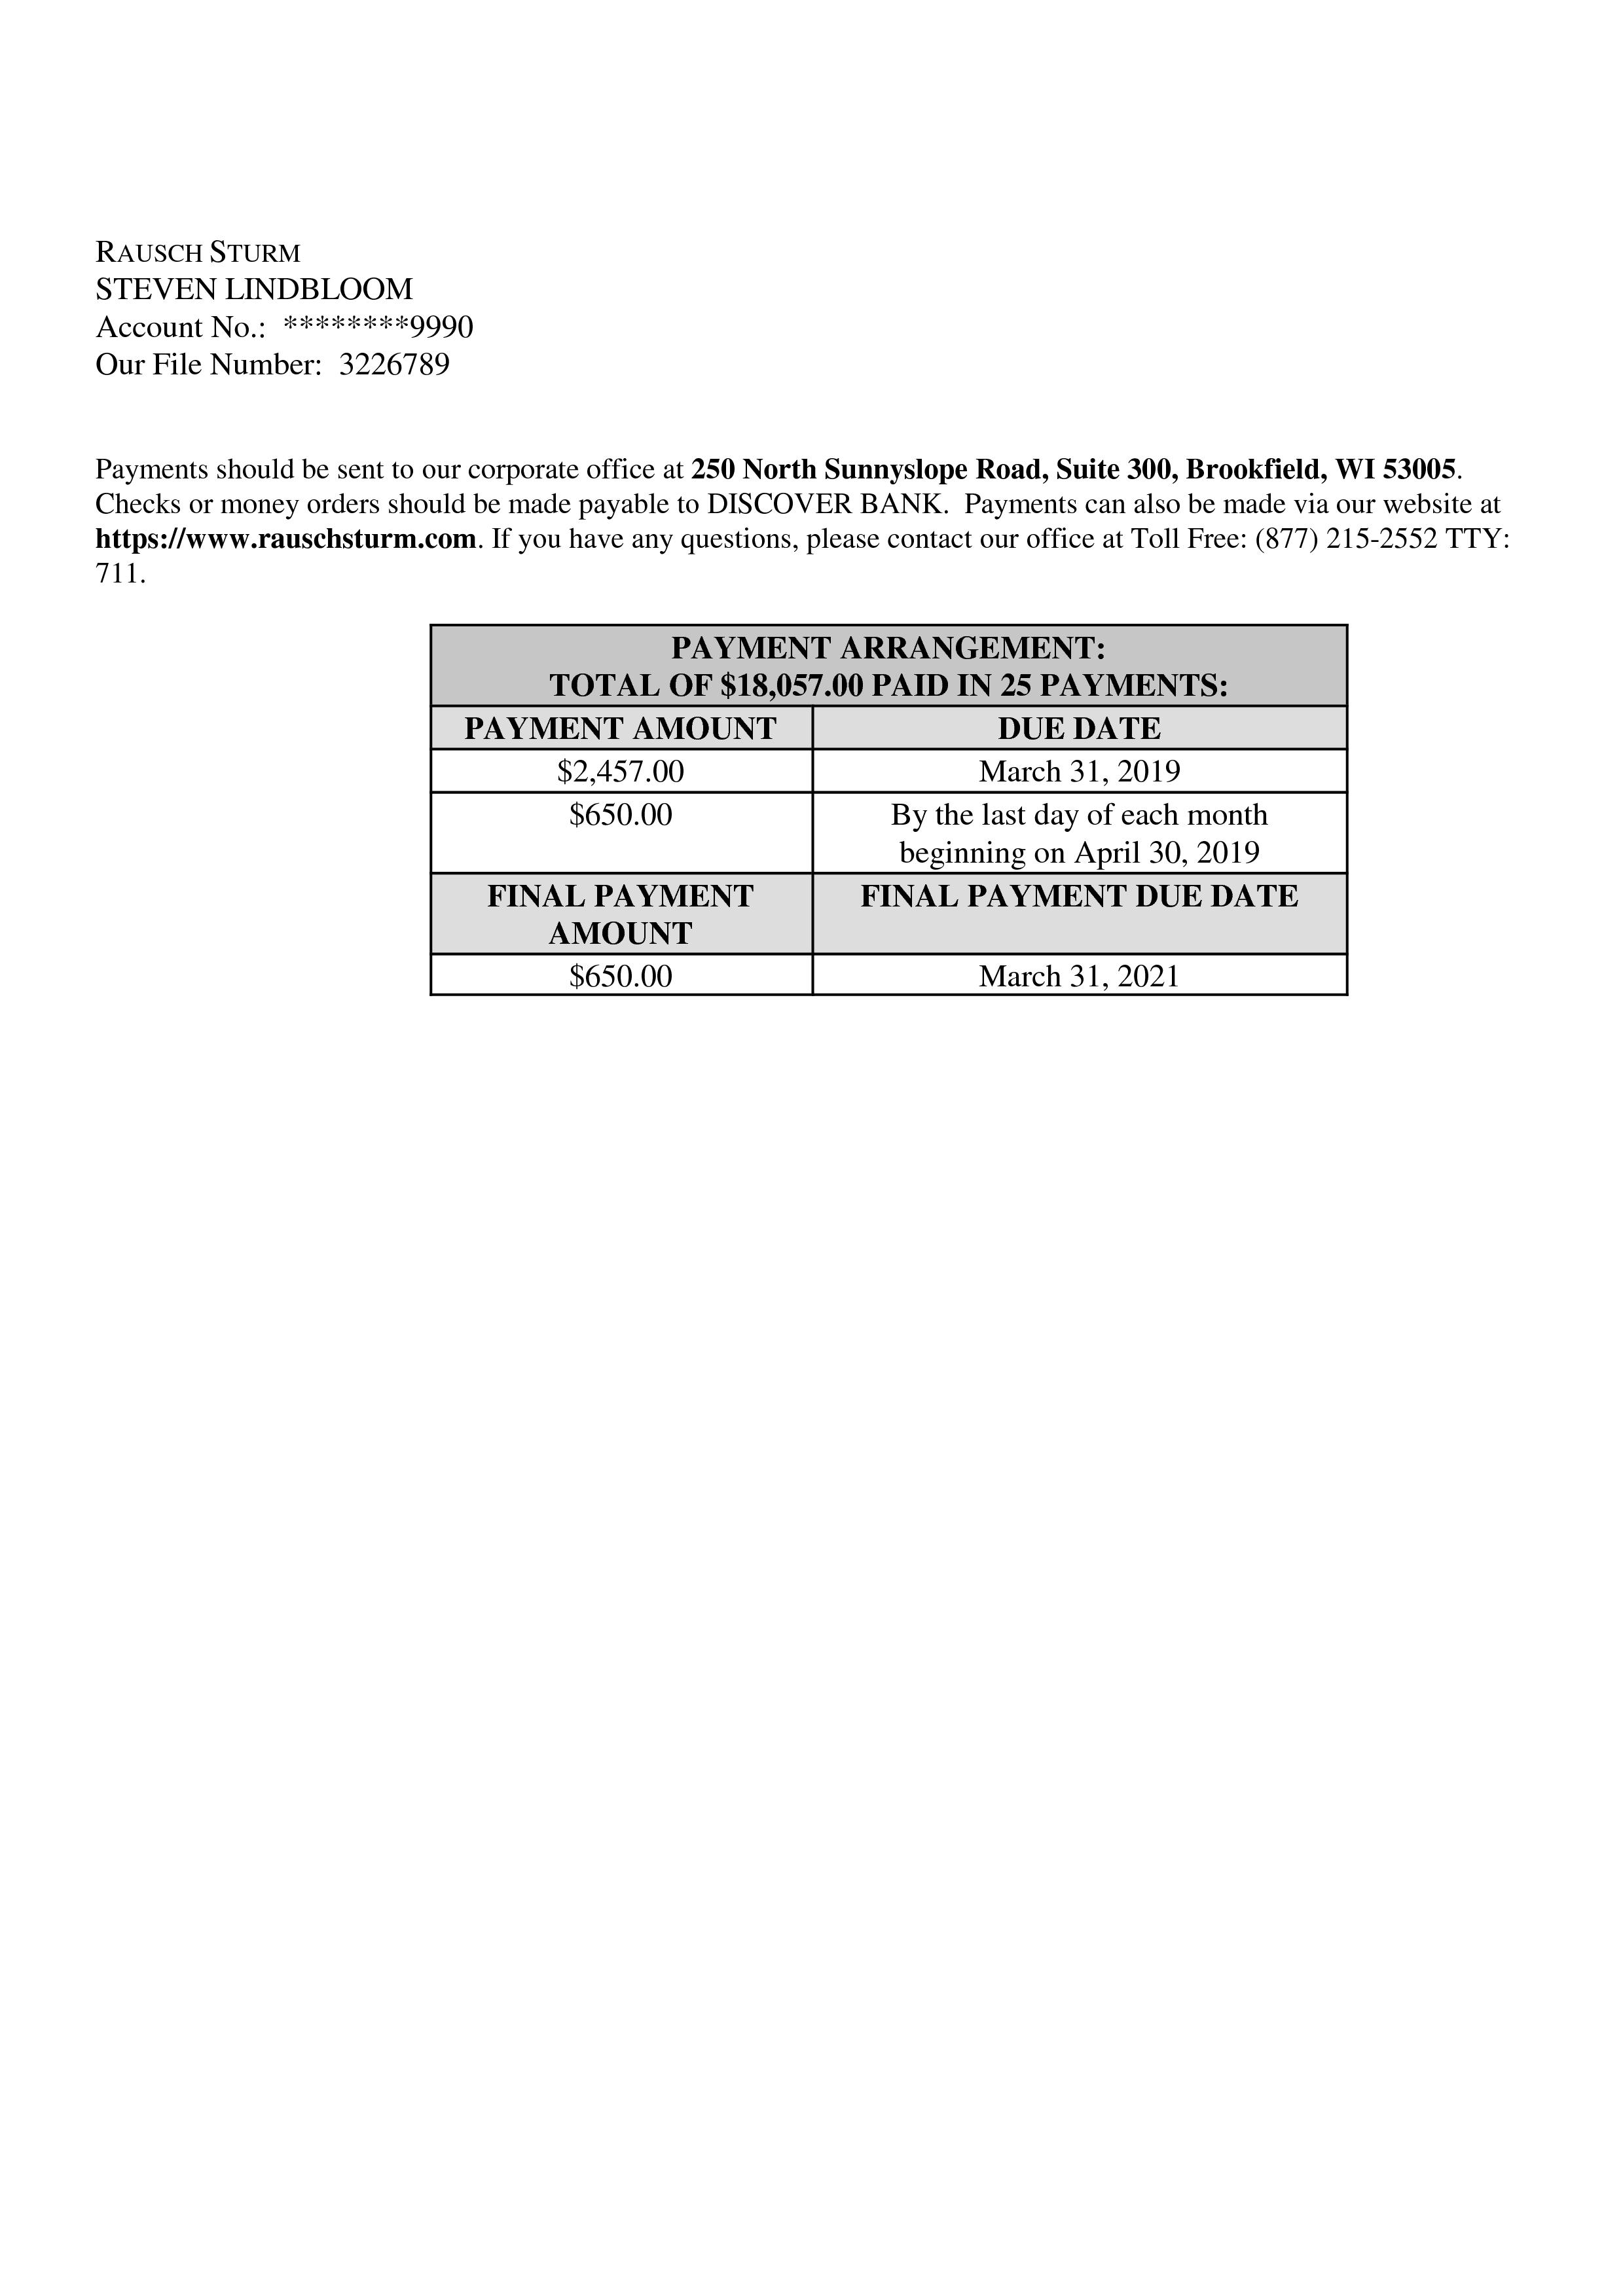 RAUSCH STURM
STEVEN LINDBLOOM
Account No.: ********9990
Our File Number: 3226789
Payments should be sent to our corporate office at 250 North Sunnyslope Road, Suite 300, Brookfield, WI 53005.
Checks or money orders should be made payable to DISCOVER BANK. Payments can also be made via our website at
https://www.rauschsturm.com. If you have any questions, please contact our office at Toll Free: (877) 215-2552 TTY:
711.
PAYMENT ARRANGEMENT:
TOTAL OF $18,057.00 PAID IN 25 PAYMENTS:
PAYMENT AMOUNT DUE DATE
$2,457.00 March 31, 2019
$650.00 By the last day of each month
beginning on April 30, 2019
FINAL PAYMENT FINAL PAYMENT DUE DATE
AMOUNT
$650.00 March 31, 2021